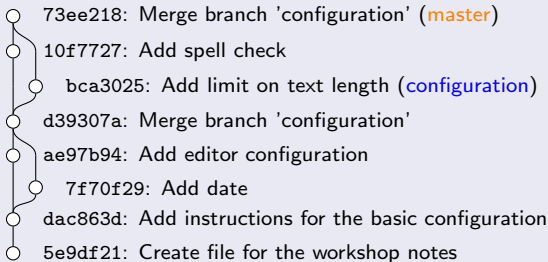 73ee218: Merge branch 'configuration' (master)
10f7727: Add spell check
bca3025: Add limit on text length (configuration)
d39307a: Merge branch 'configuration'
ae97b94: Add editor configuration
7f70f29: Add date
dac863d: Add instructions for the basic configuration
5e9df21: Create file for the workshop notes